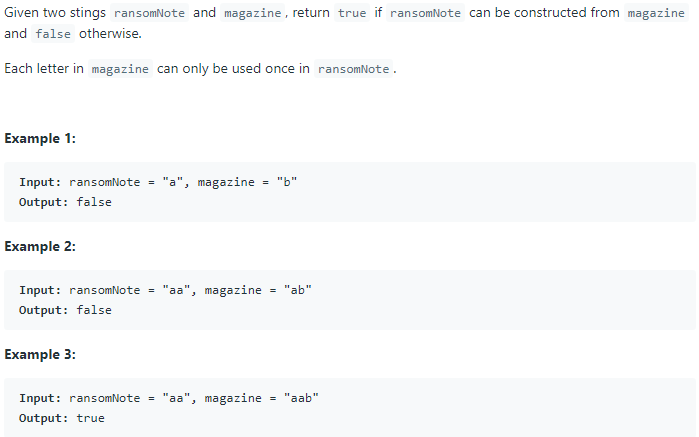 Given two stings ransomNote and magazine, return true if ransomNote can be constructed from magazine
and false otherwise.
Each letter in magazine can only be used once in ransomNote.
Example 1:
Input: ransomNote = "a", magazine = "b"
Output: false
Example 2:
Input: ransomNote = "aa", magazine = "ab"
Output: false
Example 3:
Input: ransomNote = "aa", magazine = "aab"
Output: true